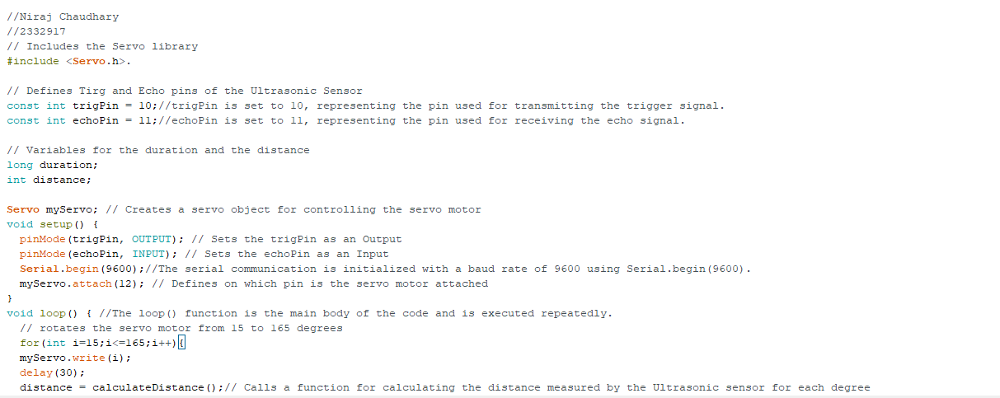 //Niraj Chaudhary
//2332917
// Includes the Servo library
#include <Servo.h>.
// Defines Tirg and Echo pins of the Ultrasonic Sensor
const int trigPin = 10;//trigPin is set to 10, representing the pin used for transmitting the trigger signal.
const int echoPin = 11;//echoPin is set to 11, representing the pin used for receiving the echo signal.
// Variables for the duration and the distance
long duration;
int distance;
Servo myServo; // Creates a servo object for controlling the servo motor
void setup() {
  pinMode(trigPin, OUTPUT); // Sets the trigPin as an Output
  pinMode(echoPin, INPUT); // Sets the echoPin as an Input
  Serial.begin(9600);//The serial communication is initialized with a baud rate of 9600 using Serial.begin(9600).
  myServo.attach(12); // Defines on which pin is the servo motor attached
}
void loop() { //The loop() function is the main body of the code and is executed repeatedly.
  // rotates the servo motor from 15 to 165 degrees
  for(int i=15;i<=165;i++){
  myServo.write(i);
  delay(30);
  distance = calculateDistance();// Calls a function for calculating the distance measured by the Ultrasonic sensor for each degree